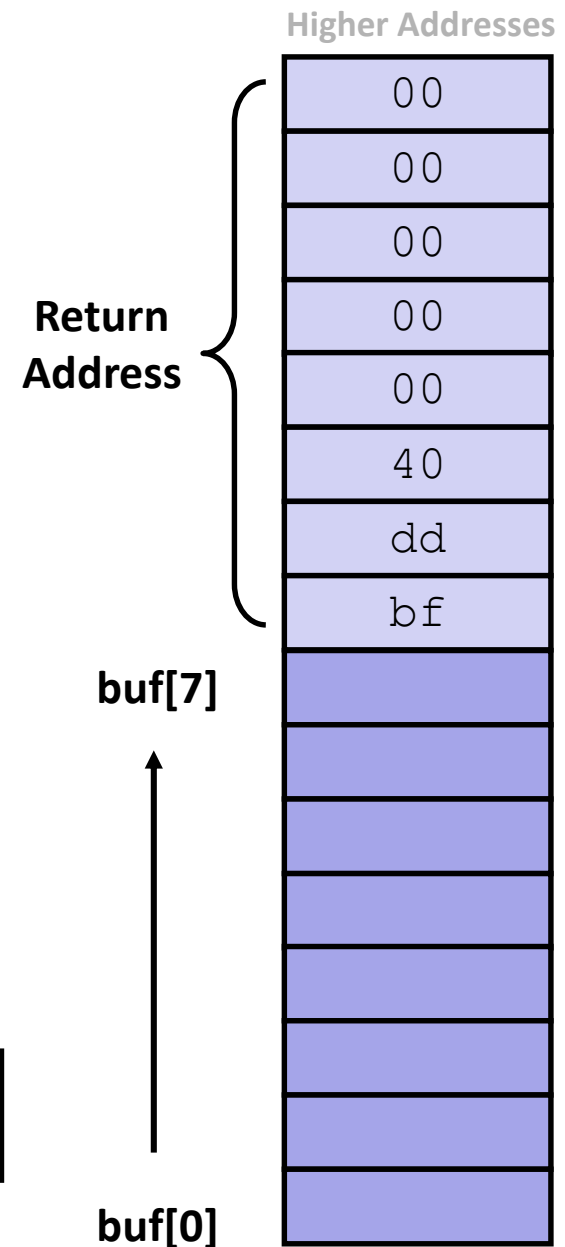 Higher Addresses
00
00
00
00
00
40
dd
bf
Return
Address
buf[7]
buf[0]